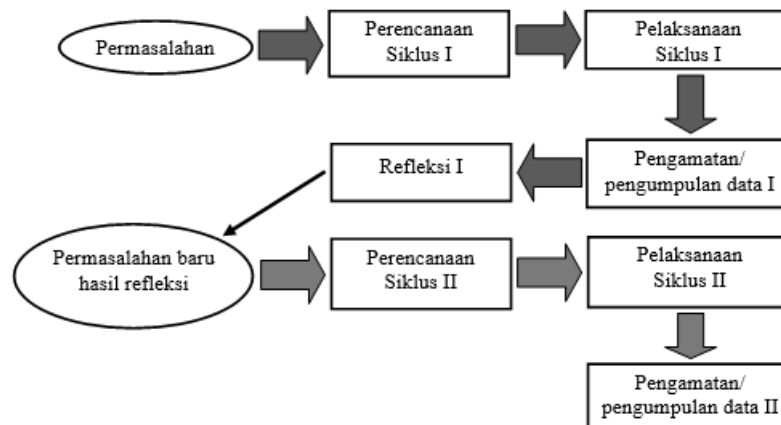 Permasalahan
Perencanaan
Siklus I
Pelaksanaan
Siklus I
Refleksi I
Pengamatan/
pengumpulan data I
Permasalahan baru
hasil refleksi
Perencanaan
Siklus II
Pelaksanaan
Siklus II
Pengamatan/
pengumpulan data II